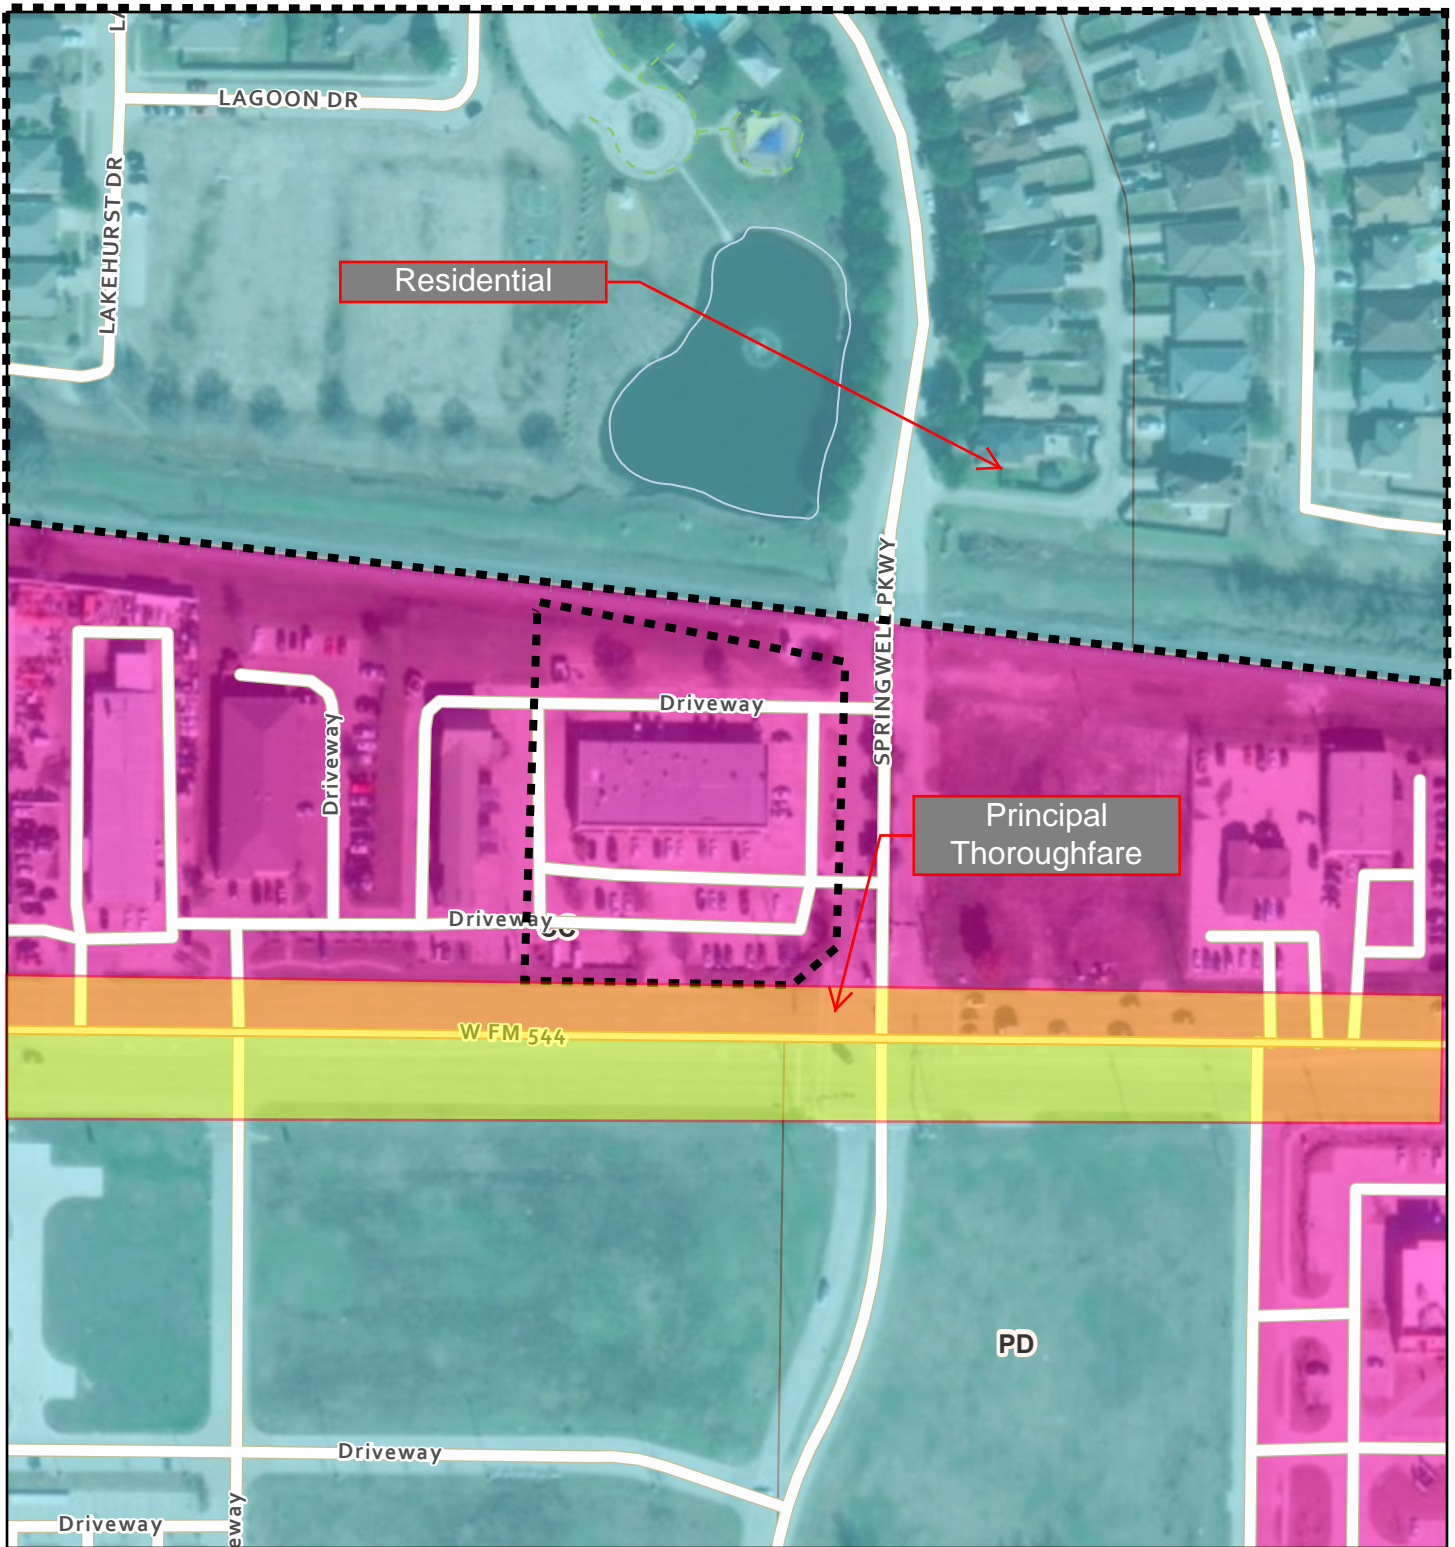 LAGOON DR
LAKEHURST DR
Residential
SPRINGWELL PKWY
Driveway
Driveway
Principal
Thoroughfare
Driveway
W FM 544
PD
Driveway
Driveway